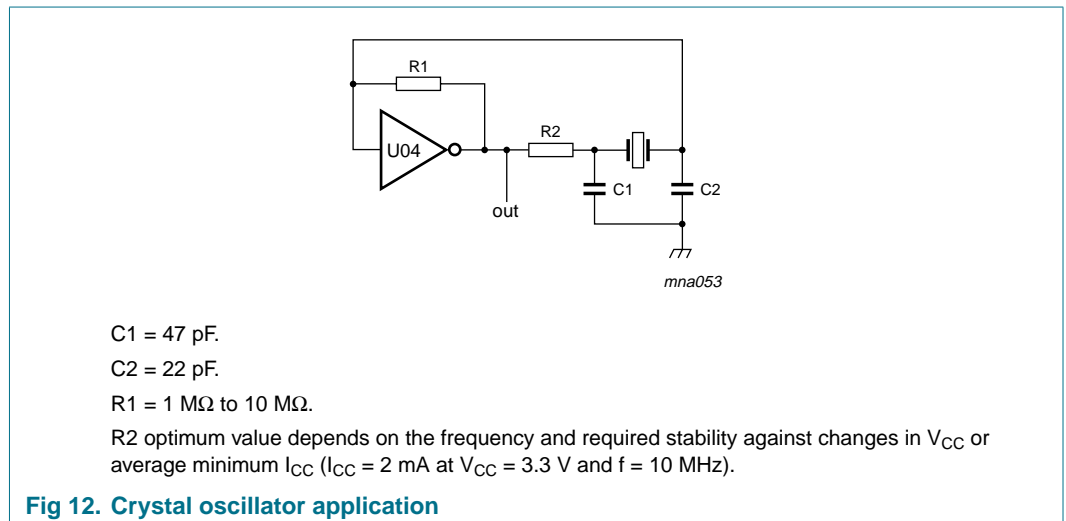 R1
U04
R2
C1
C2
out
mna053
C1 = 47 pF.
C2 = 22 pF.
R1 = 1 MΩ to 10 MΩ.
R2 optimum value depends on the frequency and required stability against changes in VCC or
average minimum ICC (ICC = 2 mA at VCC = 3.3 V and f = 10 MHz).
Fig 12. Crystal oscillator application